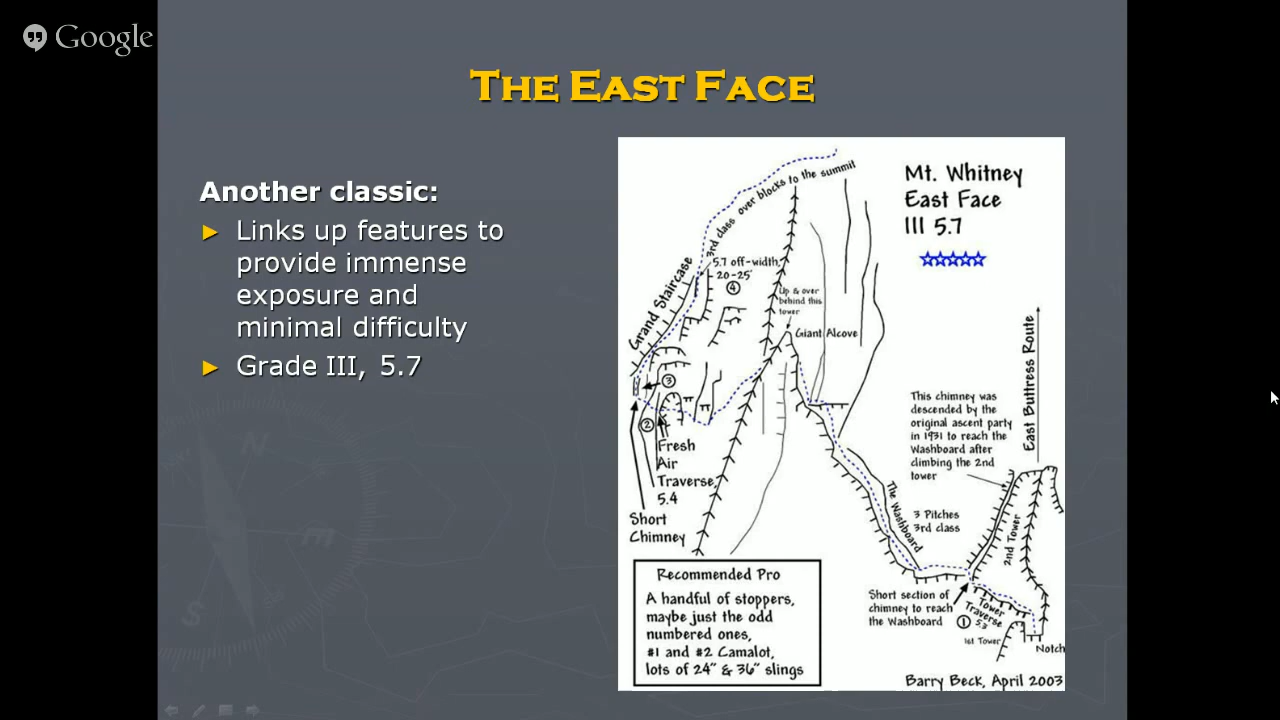 Google
THE EAST FACE
Another classic:
► Links up features to
provide immense
exposure and
minimal difficulty
► Grade III, 5.7
Mt. Whitney
East Face
III 5.7
☆☆☆☆☆
3rd class over blocks to the summit
Grand Staircase
5.7 off-width,
20-25'
4
Up & over
behind this
tower
Giant Alcove
3
2
Fresh
Air
Traverse,
5.4
Short
Chimney
East Buttress Route
This chimney was
descended by the
original ascent party
in 1931 to reach the
Washboard after
climbing the 2nd
tower
The Washboard
3 Pitches
3rd class
2nd Tower
Short section of
chimney to reach
the Washboard
Tower
Traverse
1
5.3
1st Tower
Notch
Recommended Pro
A handful of stoppers,
maybe just the odd
numbered ones,
#1 and #2 Camalot,
lots of 24" & 36" slings
Barry Beck, April 2003
N
m
S